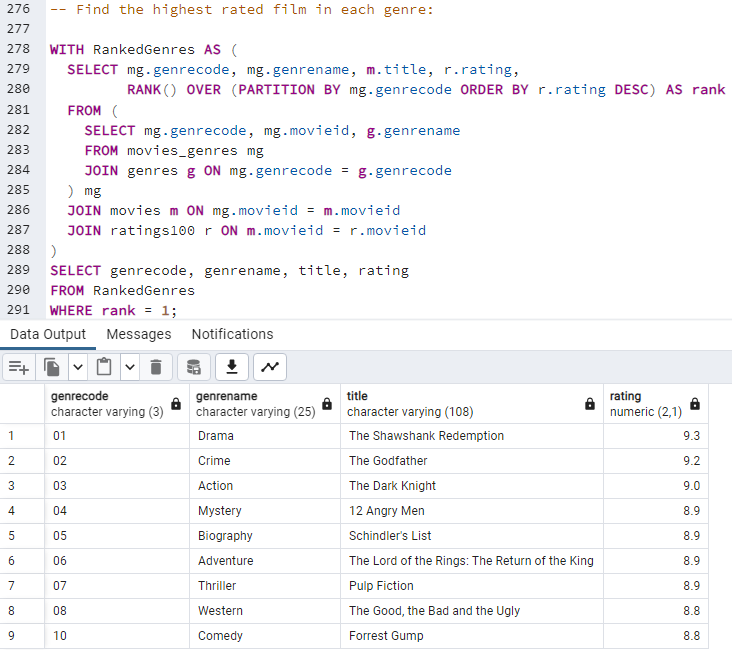 276 -- Find the highest rated film in each genre:
277
278 WITH RankedGenres AS (
279 SELECT mg.genrecode, mg.genrename, m.title, r.rating,
280 RANK() OVER (PARTITION BY mg.genrecode ORDER BY r.rating DESC) AS rank
281 FROM (
282 SELECT mg.genrecode, mg.movieid, g.genrename
283 FROM movies_genres mg
284 JOIN genres g ON mg.genrecode = g.genrecode
285 ) mg
286 JOIN movies m ON mg.movieid = m.movieid
287 JOIN ratings100 r ON m.movieid = r.movieid
288 )
289 SELECT genrecode, genrename, title, rating
290 FROM RankedGenres
291 WHERE rank = 1;
Data Output Messages Notifications
genrecode genrename title rating
character varying (3) character varying (25) character varying (108) numeric (2,1)
1 01 Drama The Shawshank Redemption 9.3
2 02 Crime The Godfather 9.2
3 03 Action The Dark Knight 9.0
4 04 Mystery 12 Angry Men 8.9
5 05 Biography Schindler's List 8.9
6 06 Adventure The Lord of the Rings: The Return of the King 8.9
7 07 Thriller Pulp Fiction 8.9
8 08 Western The Good, the Bad and the Ugly 8.8
9 10 Comedy Forrest Gump 8.8